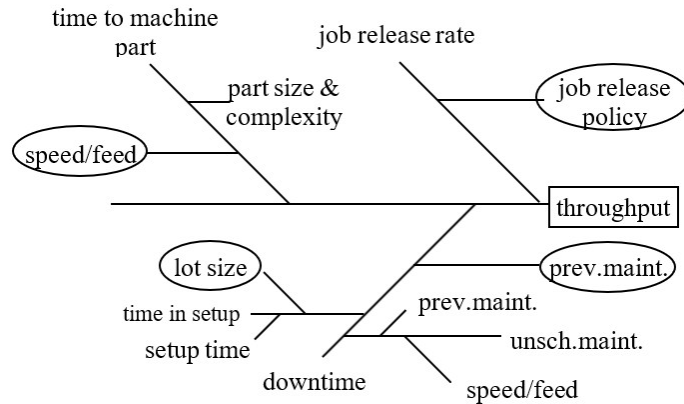 time to machine
part
job release rate
part size &
complexity
job release
policy
speed/feed
throughput
lot size
prev.maint.
time in setup
prev.maint.
setup time
unsch.maint.
downtime
speed/feed